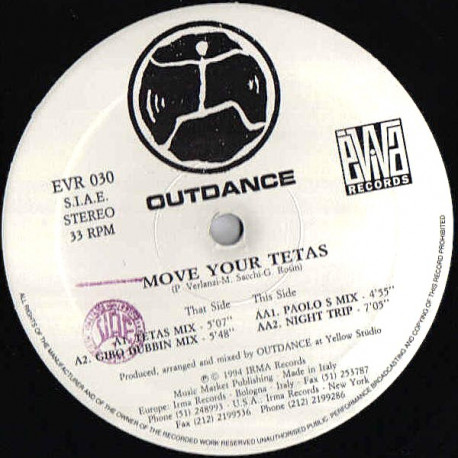 EVR 030
S.I.A.E.
STEREO
33 RPM
OUTDANCE
ëViVa
RECORDS
MOVE YOUR TETAS
(P. Verlanzi-M. Sacchi-G. Rosin)
That Side
A1. TETAS MIX - 5'07"
A2. GIBO DUBBIN MIX - 5'48"
This Side
AA1. PAOLO S MIX - 4'55"
AA2. NIGHT TRIP - 7'05"
Produced, arranged and mixed by OUTDANCE at Yellow Studio
℗ © 1994 IRMA Records
Music Market Publishing - Made in Italy
Europe: Irma Records - Bologna - Italy - Fax (51) 253787
Phone (51) 248993 - U.S.A.: Irma Records - New York
Fax (212) 2199536 Phone (212) 2199286
ALL RIGHTS OF THE MANUFACTURER AND OF THE OWNER OF THE RECORDED WORK RESERVED UNAUTHORISED PUBLIC PERFORMANCE BROADCASTING AND COPYING OF THIS RECORD PROHIBITED
SIAE